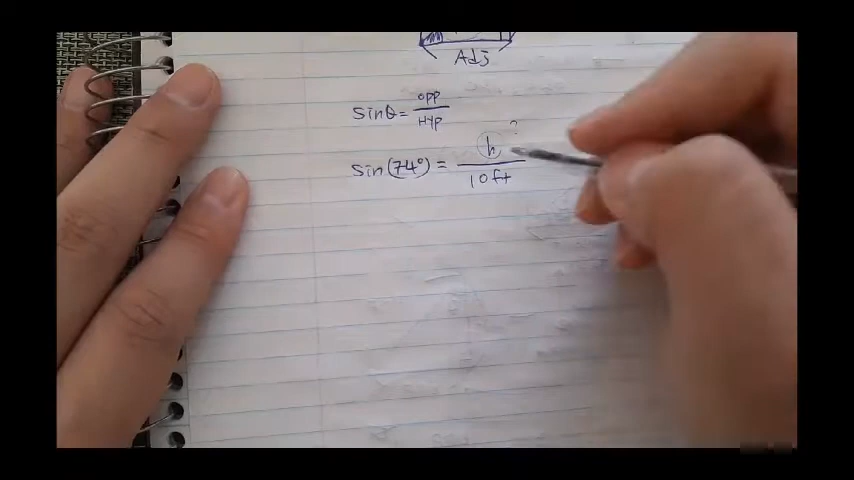 Adj
sinθ = opp/Hyp
?
sin(74°) = h/10ft